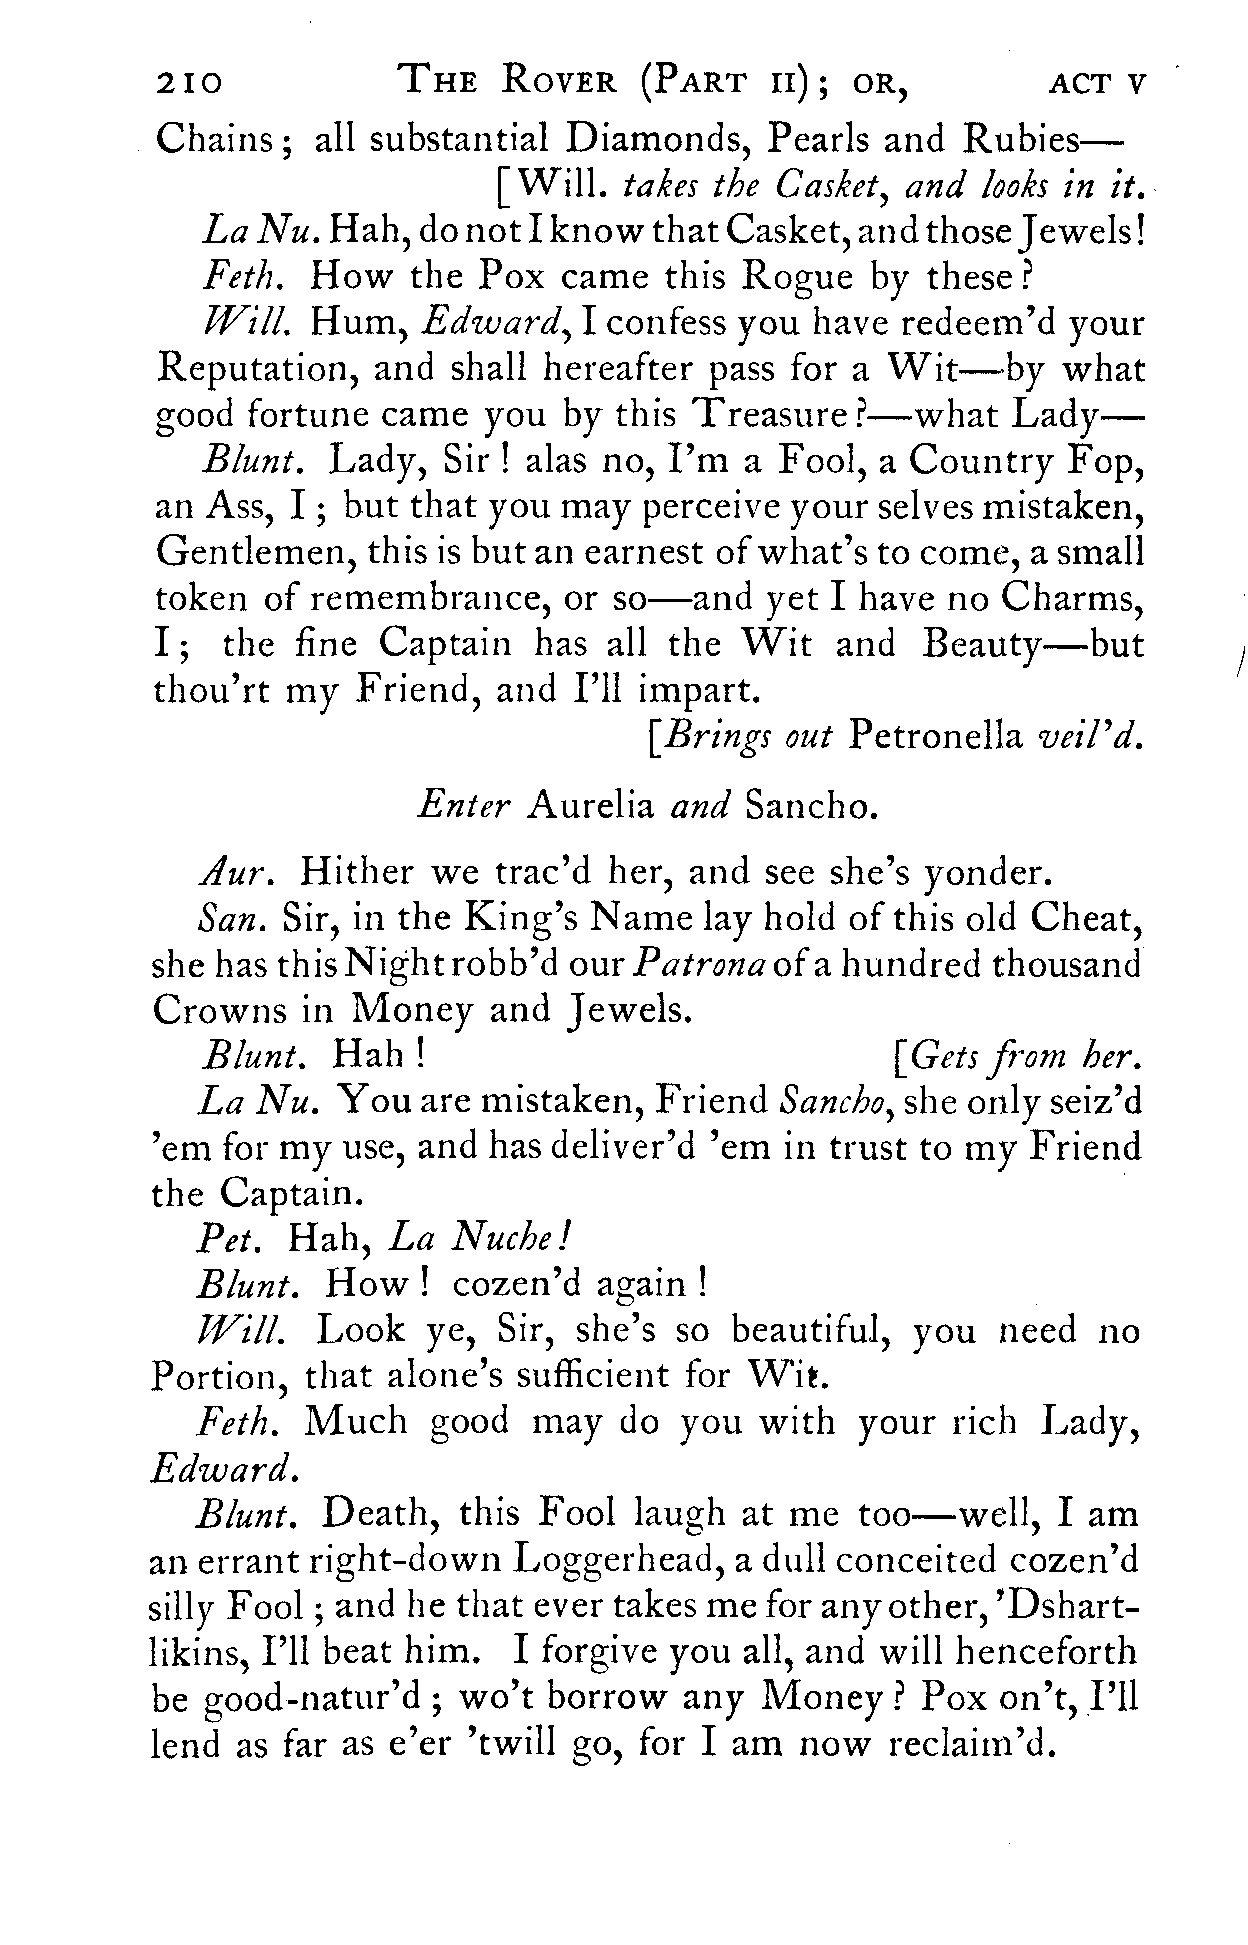 210 THE ROVER (PART II); OR, ACT V
Chains; all substantial Diamonds, Pearls and Rubies—
[Will. takes the Casket, and looks in it.
La Nu. Hah, do not I know that Casket, and those Jewels!
Feth. How the Pox came this Rogue by these?
Will. Hum, Edward, I confess you have redeem'd your
Reputation, and shall hereafter pass for a Wit—by what
good fortune came you by this Treasure?—what Lady—
Blunt. Lady, Sir! alas no, I'm a Fool, a Country Fop,
an Ass, I; but that you may perceive your selves mistaken,
Gentlemen, this is but an earnest of what's to come, a small
token of remembrance, or so—and yet I have no Charms,
I; the fine Captain has all the Wit and Beauty—but
thou'rt my Friend, and I'll impart.
[Brings out Petronella veil'd.
Enter Aurelia and Sancho.
Aur. Hither we trac'd her, and see she's yonder.
San. Sir, in the King's Name lay hold of this old Cheat,
she has this Night robb'd our Patrona of a hundred thousand
Crowns in Money and Jewels.
Blunt. Hah! [Gets from her.
La Nu. You are mistaken, Friend Sancho, she only seiz'd
'em for my use, and has deliver'd 'em in trust to my Friend
the Captain.
Pet. Hah, La Nuche!
Blunt. How! cozen'd again!
Will. Look ye, Sir, she's so beautiful, you need no
Portion, that alone's sufficient for Wit.
Feth. Much good may do you with your rich Lady,
Edward.
Blunt. Death, this Fool laugh at me too—well, I am
an errant right-down Loggerhead, a dull conceited cozen'd
silly Fool; and he that ever takes me for any other, 'Dshart-
likins, I'll beat him. I forgive you all, and will henceforth
be good-natur'd; wo't borrow any Money? Pox on't, I'll
lend as far as e'er 'twill go, for I am now reclaim'd.